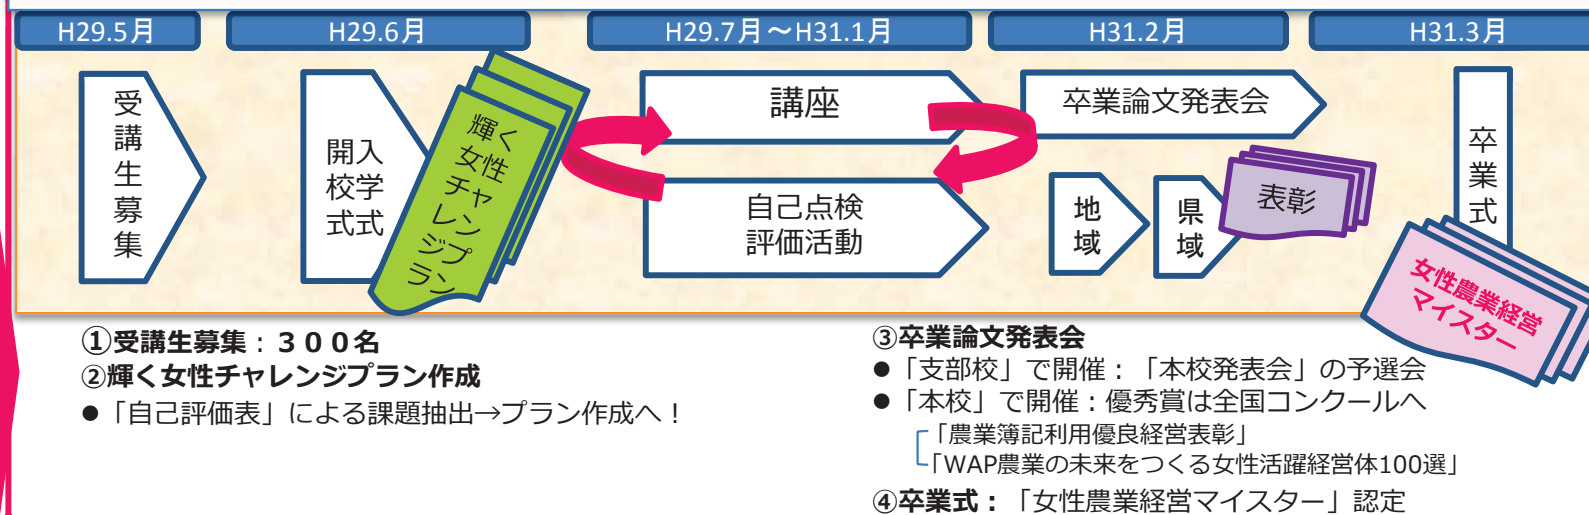 H29.5月
H29.6月
H29.7月～H31.1月
H31.2月
H31.3月
受講生募集
開校式
入学式
輝く
女性
チャレンジプラン
講座
自己点検
評価活動
卒業論文発表会
地域
県域
表彰
卒業式
女性農業経営
マイスター
①受講生募集：３００名
②輝く女性チャレンジプラン作成
●「自己評価表」による課題抽出→プラン作成へ！
③卒業論文発表会
●「支部校」で開催：「本校発表会」の予選会
●「本校」で開催：優秀賞は全国コンクールへ
「農業簿記利用優良経営表彰」
「WAP農業の未来をつくる女性活躍経営体100選」
④卒業式：「女性農業経営マイスター」認定